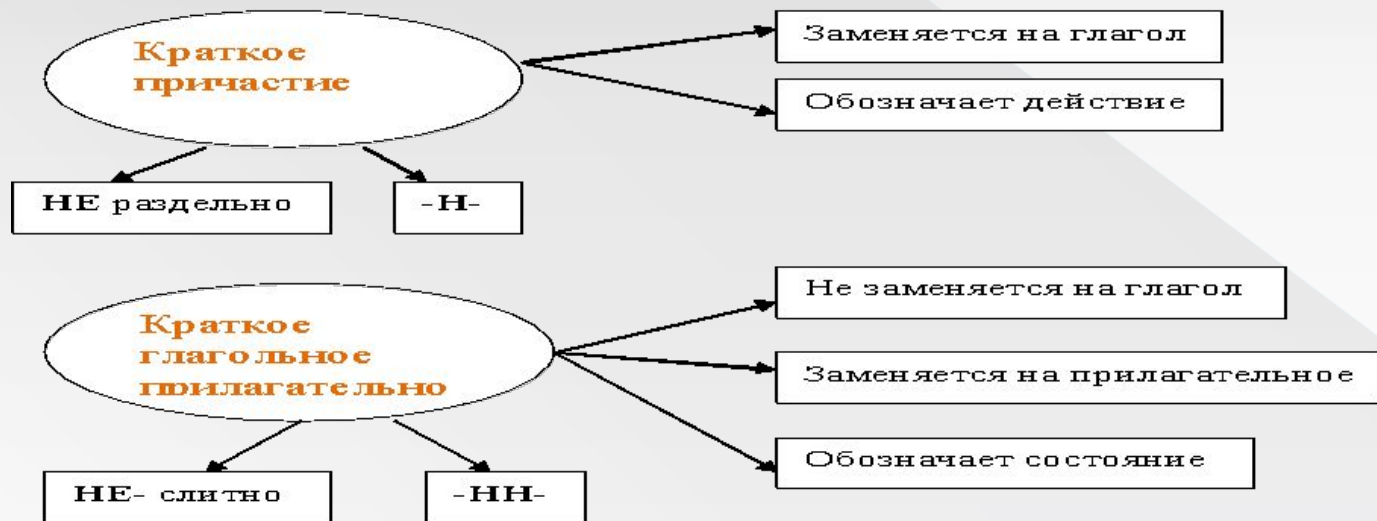 Краткое
причастие
Заменяется на глагол
Обозначает действие
НЕ раздельно
-Н-
Краткое
глагольное
прилагательно
Не заменяется на глагол
Заменяется на прилагательное
Обозначает состояние
НЕ- слитно
-НН-